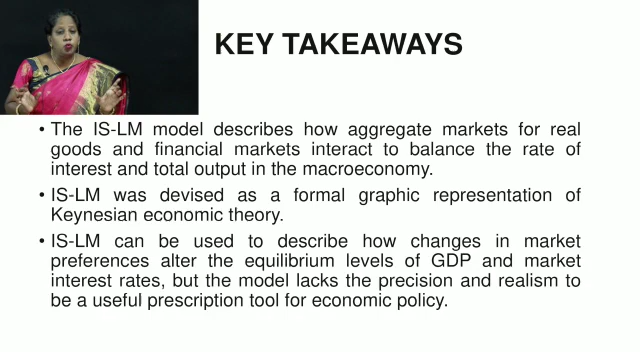 KEY TAKEAWAYS
• The IS-LM model describes how aggregate markets for real
goods and financial markets interact to balance the rate of
interest and total output in the macroeconomy.
• IS-LM was devised as a formal graphic representation of
Keynesian economic theory.
• IS-LM can be used to describe how changes in market
preferences alter the equilibrium levels of GDP and market
interest rates, but the model lacks the precision and realism to
be a useful prescription tool for economic policy.